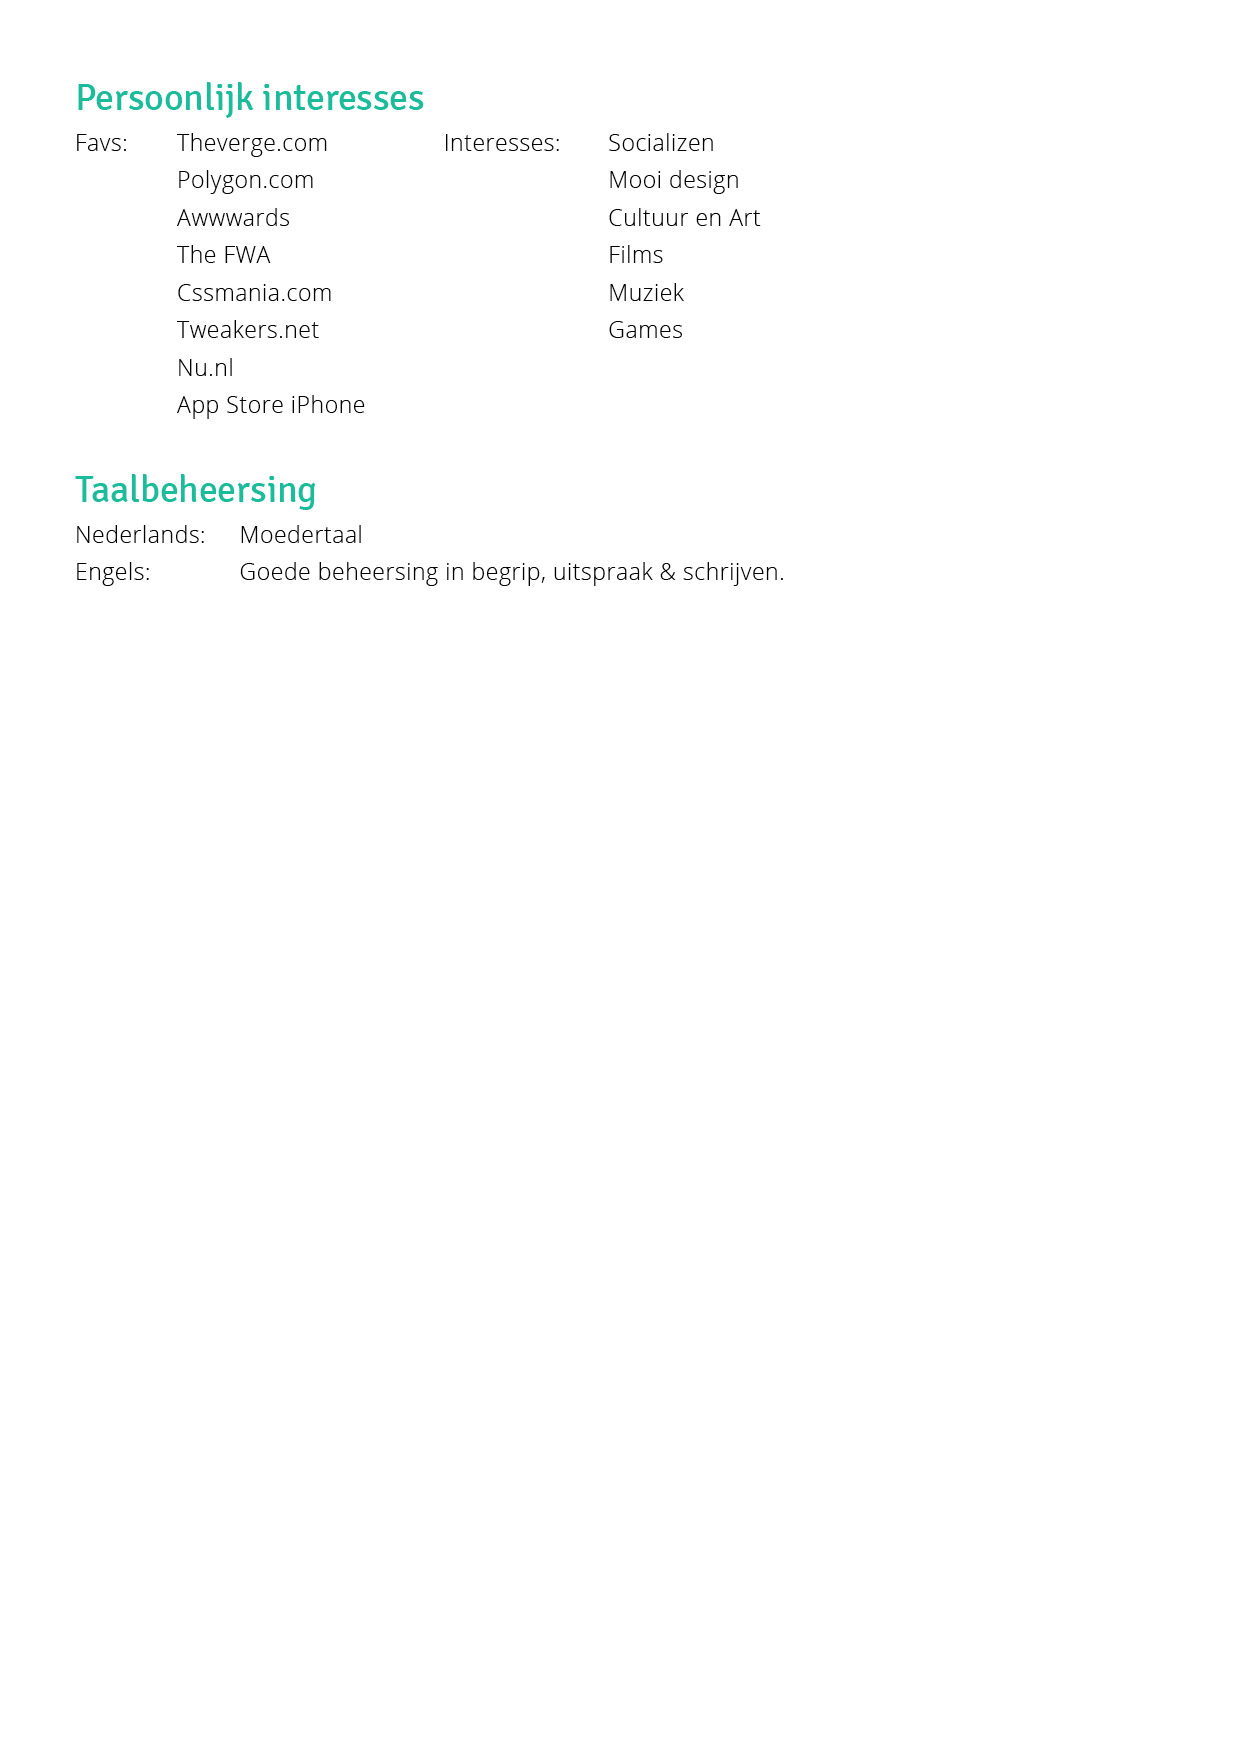 Persoonlijk interesses
Favs: Theverge.com Interesses: Socializen
Polygon.com Mooi design
Awwwards Cultuur en Art
The FWA Films
Cssmania.com Muziek
Tweakers.net Games
Nu.nl
App Store iPhone
Taalbeheersing
Nederlands: Moedertaal
Engels: Goede beheersing in begrip, uitspraak & schrijven.